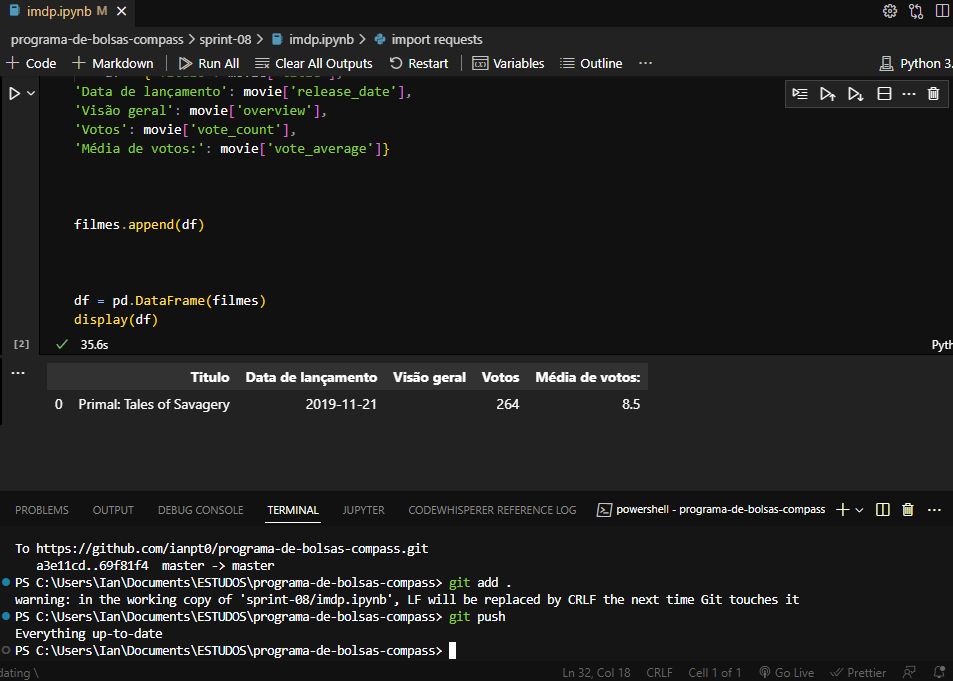 imdp.ipynb M
programa-de-bolsas-compass > sprint-08 > imdp.ipynb > import requests
+ Code + Markdown | Run All Clear All Outputs Restart | Variables Outline ...
Python 3.
'Data de lançamento': movie['release_date'],
'Visão geral': movie['overview'],
'Votos': movie['vote_count'],
'Média de votos:': movie['vote_average']}
filmes.append(df)
df = pd.DataFrame(filmes)
display(df)
[2] ✓ 35.6s
Pyth
Titulo Data de lançamento Visão geral Votos Média de votos:
0 Primal: Tales of Savagery 2019-11-21 264 8.5
PROBLEMS OUTPUT DEBUG CONSOLE TERMINAL JUPYTER CODEWHISPERER REFERENCE LOG powershell - programa-de-bolsas-compass
To https://github.com/ianpt0/programa-de-bolsas-compass.git
a3e11cd..69f81f4 master -> master
PS C:\Users\Ian\Documents\ESTUDOS\programa-de-bolsas-compass> git add .
warning: in the working copy of 'sprint-08/imdp.ipynb', LF will be replaced by CRLF the next time Git touches it
PS C:\Users\Ian\Documents\ESTUDOS\programa-de-bolsas-compass> git push
Everything up-to-date
PS C:\Users\Ian\Documents\ESTUDOS\programa-de-bolsas-compass>
dating \ Ln 32, Col 18 CRLF Cell 1 of 1 Go Live Prettier